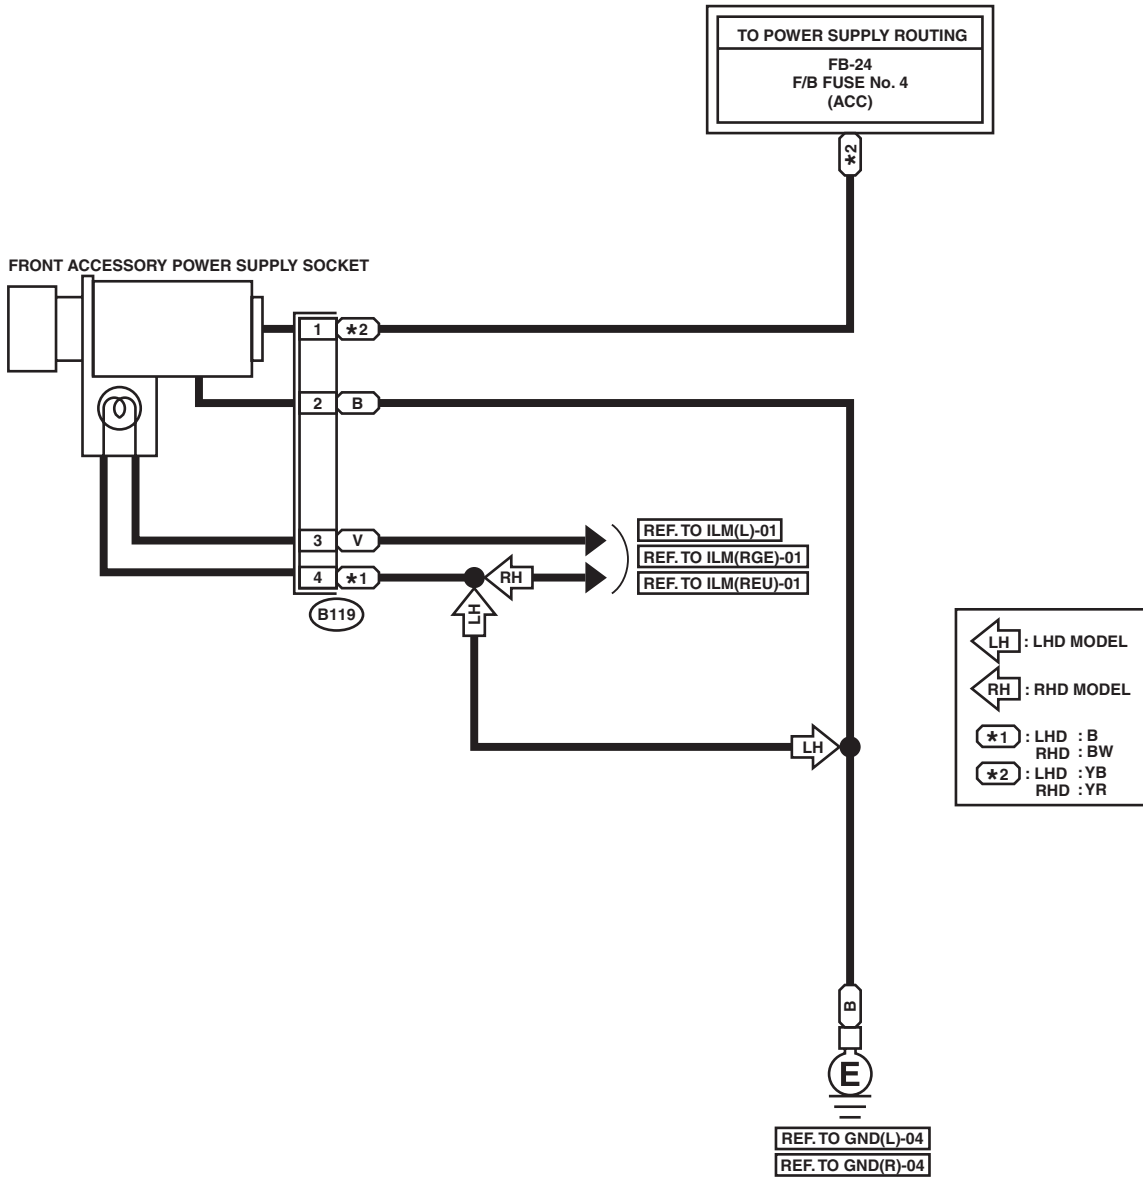 TO POWER SUPPLY ROUTING
FB-24
F/B FUSE No. 4
(ACC)
*2
FRONT ACCESSORY POWER SUPPLY SOCKET
1 *2
2 B
3 V
4 *1
B119
RH
LH
REF. TO ILM(L)-01
REF. TO ILM(RGE)-01
REF. TO ILM(REU)-01
LH
LH : LHD MODEL
RH : RHD MODEL
*1 : LHD : B
RHD : BW
*2 : LHD : YB
RHD : YR
B
E
REF. TO GND(L)-04
REF. TO GND(R)-04